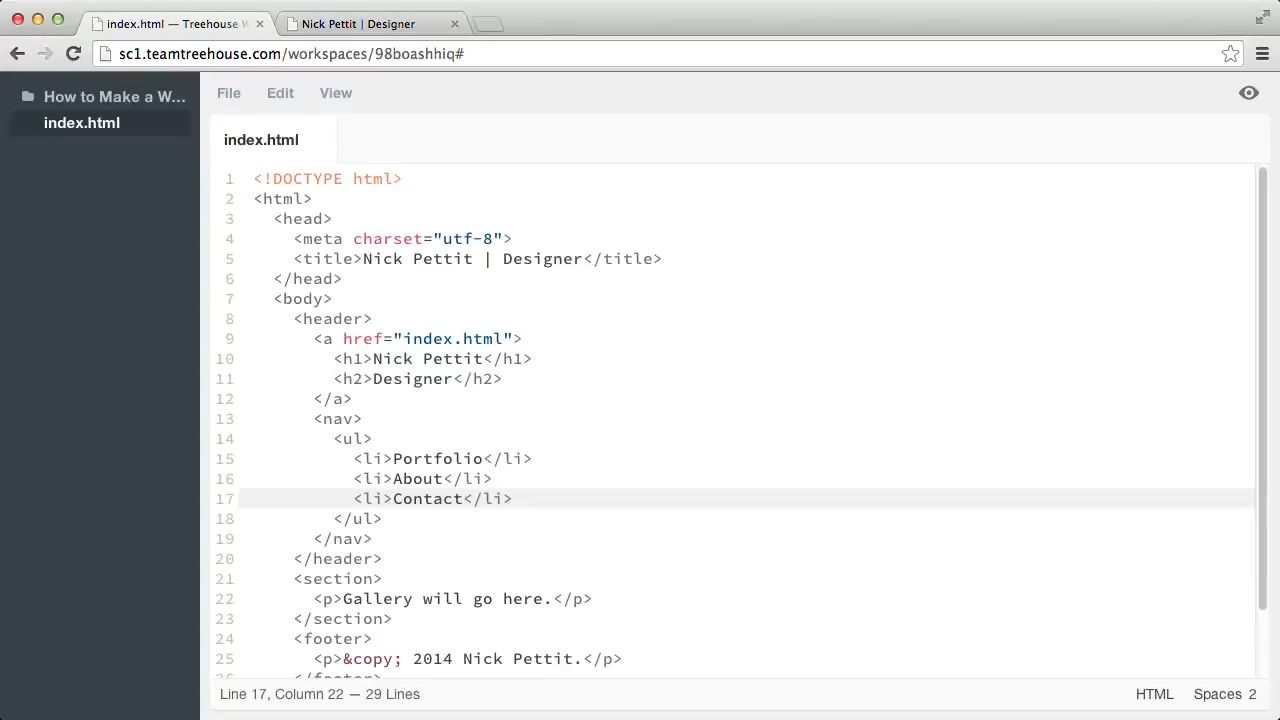 index.html — Treehouse W
Nick Pettit | Designer
sc1.teamtreehouse.com/workspaces/98boashhiq#
How to Make a W...
index.html
File Edit View
index.html
1 <!DOCTYPE html>
2 <html>
3 <head>
4 <meta charset="utf-8">
5 <title>Nick Pettit | Designer</title>
6 </head>
7 <body>
8 <header>
9 <a href="index.html">
10 <h1>Nick Pettit</h1>
11 <h2>Designer</h2>
12 </a>
13 <nav>
14 <ul>
15 <li>Portfolio</li>
16 <li>About</li>
17 <li>Contact</li>
18 </ul>
19 </nav>
20 </header>
21 <section>
22 <p>Gallery will go here.</p>
23 </section>
24 <footer>
25 <p>&copy; 2014 Nick Pettit.</p>
26 </footer>
Line 17, Column 22 — 29 Lines
HTML Spaces 2